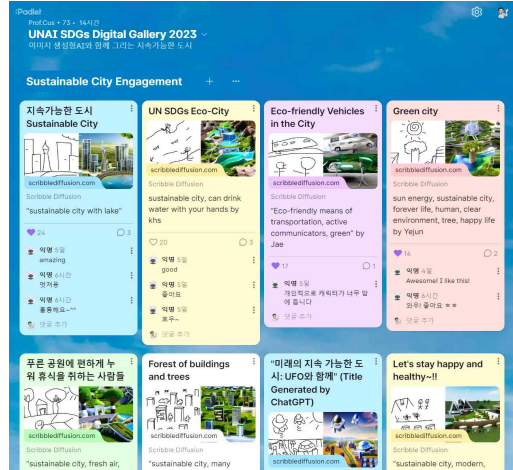 :Padlet
Prof.Cus + 73 • 14시간
UNAI SDGs Digital Gallery 2023
이미지 생성형AI와 함께 그리는 지속가능한 도시
Sustainable City Engagement
지속가능한 도시
Sustainable City
scribblediffusion.com
Scribble Diffusion
"sustainable city with lake"
24
3
익명 5일
amazing
익명 6시간
멋져용
익명 6시간
훌륭해요~^^
댓글 추가
UN SDGs Eco-City
scribblediffusion.com
Scribble Diffusion
sustainable city, can drink
water with your hands by
khs
20
3
익명 5일
good
익명 5일
좋아요
익명 5일
호우~
댓글 추가
Eco-friendly Vehicles
in the City
scribblediffusion.com
Scribble Diffusion
"Eco-friendly means of
transportation, active
communicators, green" by
Jae
17
1
익명 5일
개인적으로 캐릭터가 너무 맘
에 듭니다
댓글 추가
Green city
scribblediffusion.com
Scribble Diffusion
sun energy, sustainable city,
forever life, human, clear
environment, tree, happy life
by Yejun
16
2
익명 4일
Awesome! I like this!
익명 6시간
와우! 좋아요 ㅎㅎ
댓글 추가
푸른 공원에 편하게 누
워 휴식을 취하는 사람들
scribblediffusion.com
Scribble Diffusion
"sustainable city, fresh air,
Forest of buildings
and trees
scribblediffusion.com
Scribble Diffusion
"sustainable city, many
"미래의 지속 가능한 도
시: UFO와 함께" (Title
Generated by
ChatGPT)
scribblediffusion.com
Let's stay happy and
healthy~!!
scribblediffusion.com
Scribble Diffusion
"sustainable city, modern,